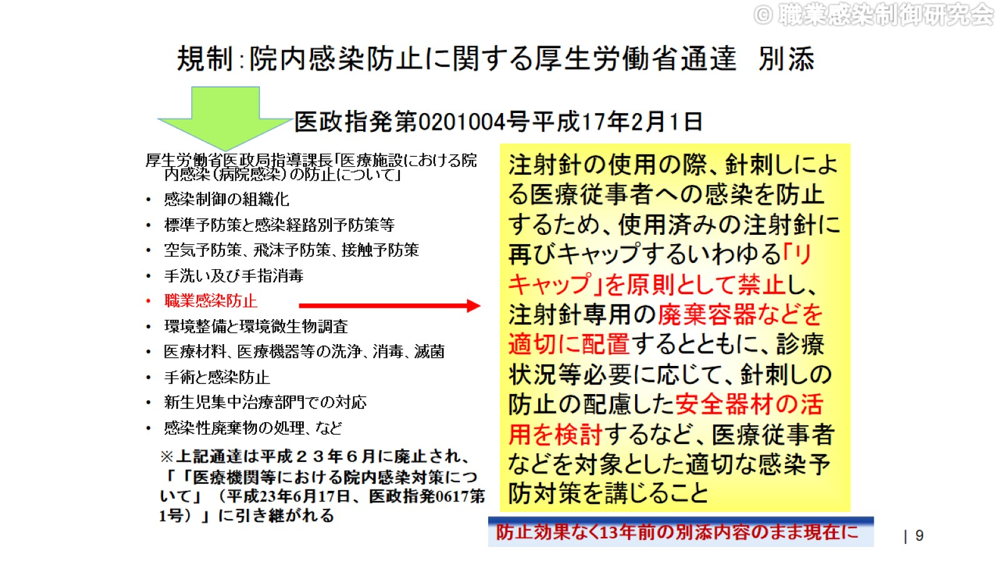 © 職業感染制御研究会
規制：院内感染防止に関する厚生労働省通達　別添
医政指発第0201004号平成17年2月1日
厚生労働省医政局指導課長「医療施設における院
内感染（病院感染）の防止について」
• 感染制御の組織化
• 標準予防策と感染経路別予防策等
• 空気予防策、飛沫予防策、接触予防策
• 手洗い及び手指消毒
• 職業感染防止
• 環境整備と環境微生物調査
• 医療材料、医療機器等の洗浄、消毒、滅菌
• 手術と感染防止
• 新生児集中治療部門での対応
• 感染性廃棄物の処理、など
※上記通達は平成２３年６月に廃止され、
「「医療機関等における院内感染対策につ
いて」（平成23年6月17日、医政指発0617第
1号）」に引き継がれる
注射針の使用の際、針刺しによ
る医療従事者への感染を防止
するため、使用済みの注射針に
再びキャップするいわゆる「リ
キャップ」を原則として禁止し、
注射針専用の廃棄容器などを
適切に配置するとともに、診療
状況等必要に応じて、針刺しの
防止の配慮した安全器材の活
用を検討するなど、医療従事者
などを対象とした適切な感染予
防対策を講じること
防止効果なく13年前の別添内容のまま現在に
| 9